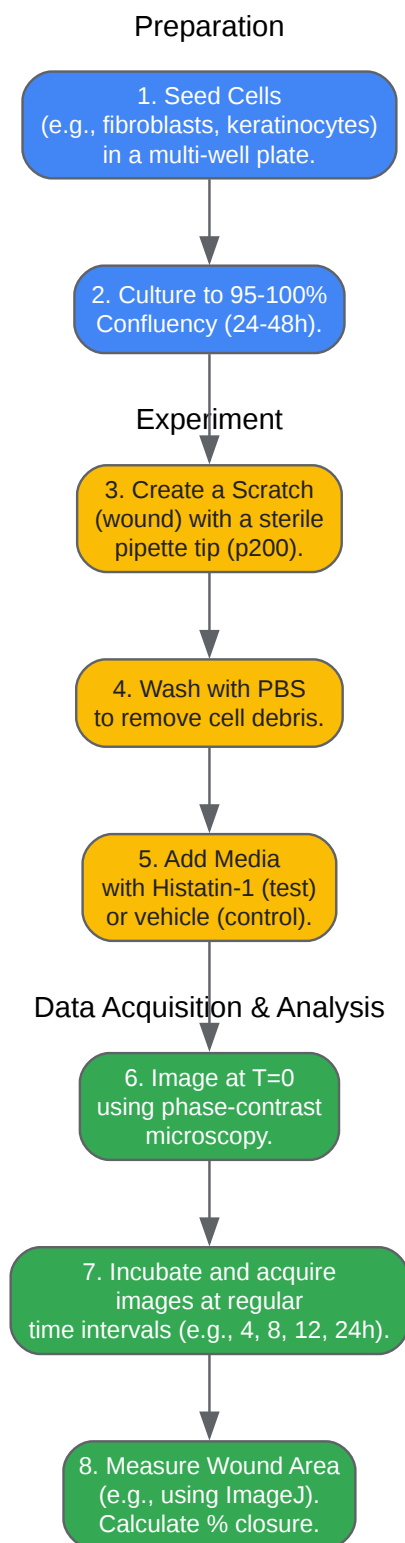 Preparation
1. Seed Cells
(e.g., fibroblasts, keratinocytes)
in a multi-well plate.
2. Culture to 95-100%
Confluency (24-48h).
Experiment
3. Create a Scratch
(wound) with a sterile
pipette tip (p200).
4. Wash with PBS
to remove cell debris.
5. Add Media
with Histatin-1 (test)
or vehicle (control).
Data Acquisition & Analysis
6. Image at T=0
using phase-contrast
microscopy.
7. Incubate and acquire
images at regular
time intervals (e.g., 4, 8, 12, 24h).
8. Measure Wound Area
(e.g., using ImageJ).
Calculate % closure.